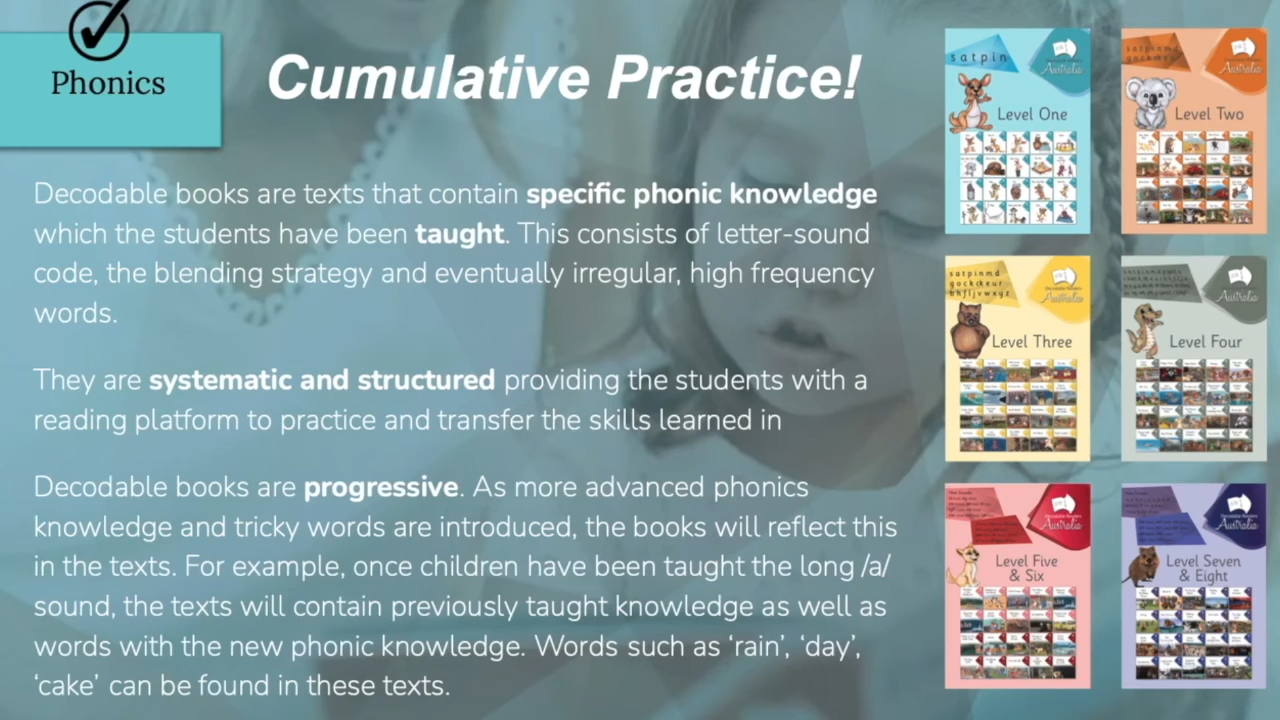 Phonics
Cumulative Practice!
Decodable books are texts that contain specific phonic knowledge
which the students have been taught. This consists of letter-sound
code, the blending strategy and eventually irregular, high frequency
words.
They are systematic and structured providing the students with a
reading platform to practice and transfer the skills learned in
Decodable books are progressive. As more advanced phonics
knowledge and tricky words are introduced, the books will reflect this
in the texts. For example, once children have been taught the long /a/
sound, the texts will contain previously taught knowledge as well as
words with the new phonic knowledge. Words such as ‘rain’, ‘day’,
‘cake’ can be found in these texts.
s a t p i n
Australia
Level One
s a t p i n m d
g o c k c k e u r
Australia
Level Two
s a t p i n m d
g o c k ck e u r
b h f l j v w x y z
Australia
Level Three
Australia
Level Four
Decodable Readers
Australia
Level Five
& Six
Decodable Readers
Australia
Level Seven
& Eight